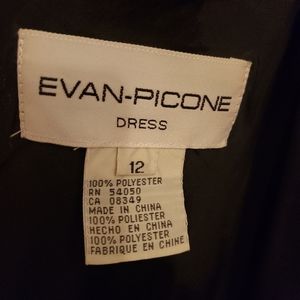 EVAN-PICONE
DRESS
12
100% POLYESTER
RN 54050
CA 08349
MADE IN CHINA
100% POLIESTER
HECHO EN CHINA
100% POLYESTER
FABRIQUE EN CHINE